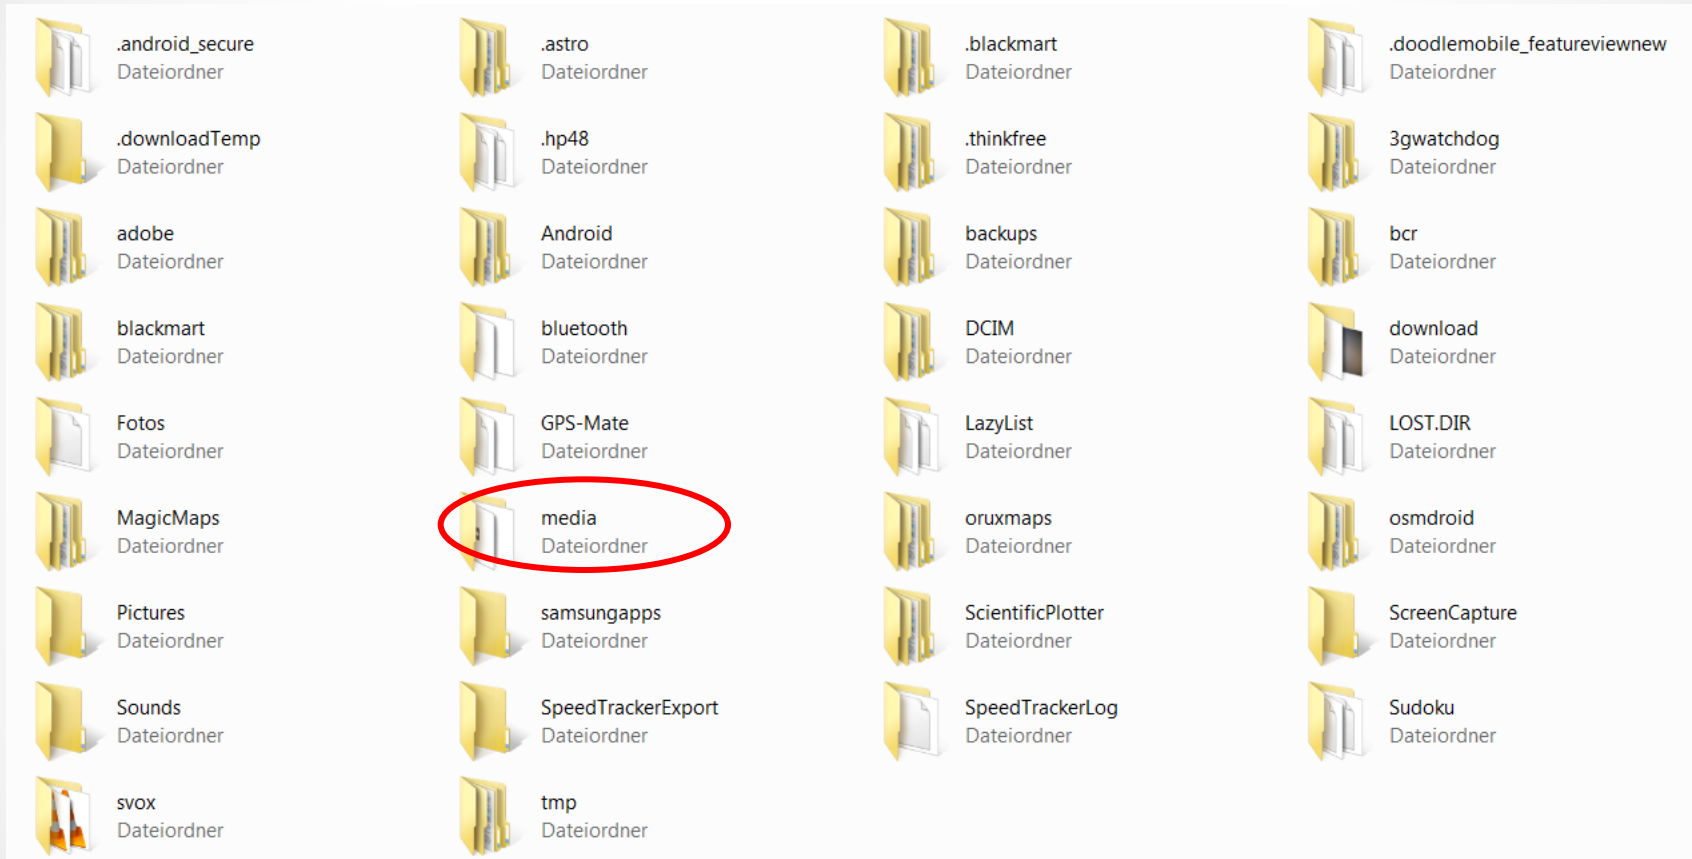 .android_secure
Dateiordner
.astro
Dateiordner
.blackmart
Dateiordner
.doodlemobile_featureviewnew
Dateiordner
.downloadTemp
Dateiordner
.hp48
Dateiordner
.thinkfree
Dateiordner
3gwatchdog
Dateiordner
adobe
Dateiordner
Android
Dateiordner
backups
Dateiordner
bcr
Dateiordner
blackmart
Dateiordner
bluetooth
Dateiordner
DCIM
Dateiordner
download
Dateiordner
Fotos
Dateiordner
GPS-Mate
Dateiordner
LazyList
Dateiordner
LOST.DIR
Dateiordner
MagicMaps
Dateiordner
media
Dateiordner
oruxmaps
Dateiordner
osmdroid
Dateiordner
Pictures
Dateiordner
samsungapps
Dateiordner
ScientificPlotter
Dateiordner
ScreenCapture
Dateiordner
Sounds
Dateiordner
SpeedTrackerExport
Dateiordner
SpeedTrackerLog
Dateiordner
Sudoku
Dateiordner
svox
Dateiordner
tmp
Dateiordner